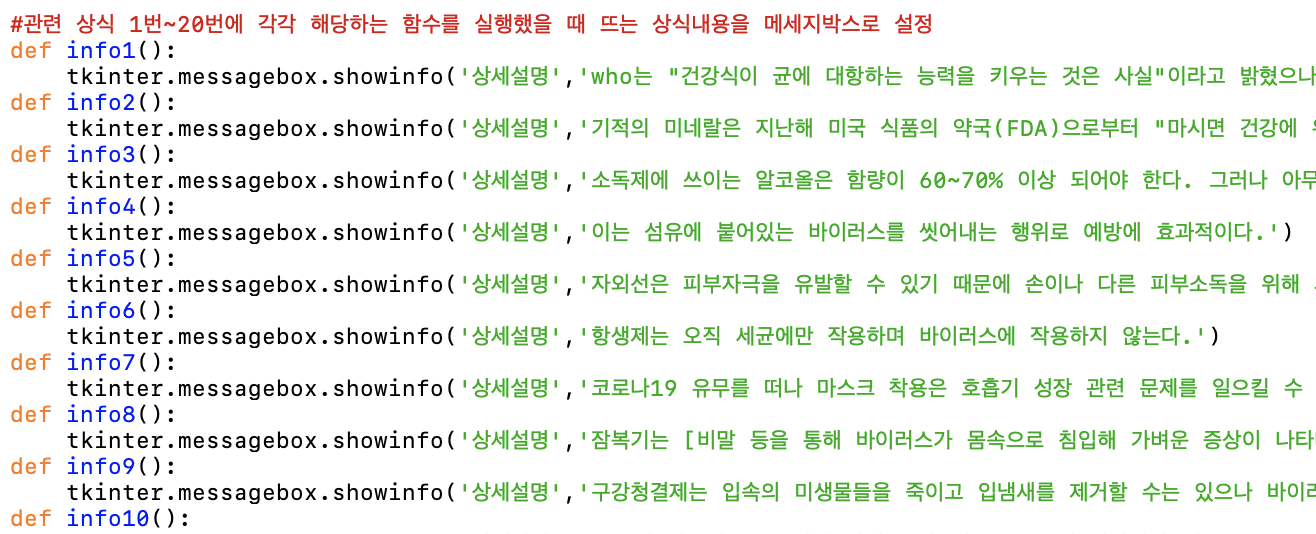 #관련 상식 1번~20번에 각각 해당하는 함수를 실행했을 때 뜨는 상식내용을 메세지박스로 설정
def info1():
    tkinter.messagebox.showinfo('상세설명','who는 "건강식이 균에 대항하는 능력을 키우는 것은 사실"이라고 밝혔으나
def info2():
    tkinter.messagebox.showinfo('상세설명','기적의 미네랄은 지난해 미국 식품의 약국(FDA)으로부터 "마시면 건강에
def info3():
    tkinter.messagebox.showinfo('상세설명','소독제에 쓰이는 알코올은 함량이 60~70% 이상 되어야 한다. 그러나 아무
def info4():
    tkinter.messagebox.showinfo('상세설명','이는 섬유에 붙어있는 바이러스를 씻어내는 행위로 예방에 효과적이다.')
def info5():
    tkinter.messagebox.showinfo('상세설명','자외선은 피부자극을 유발할 수 있기 때문에 손이나 다른 피부소독을 위해
def info6():
    tkinter.messagebox.showinfo('상세설명','항생제는 오직 세균에만 작용하며 바이러스에 작용하지 않는다.')
def info7():
    tkinter.messagebox.showinfo('상세설명','코로나19 유무를 떠나 마스크 착용은 호흡기 성장 관련 문제를 일으킬 수
def info8():
    tkinter.messagebox.showinfo('상세설명','잠복기는 [비말 등을 통해 바이러스가 몸속으로 침입해 가벼운 증상이 나타
def info9():
    tkinter.messagebox.showinfo('상세설명','구강청결제는 입속의 미생물들을 죽이고 입냄새를 제거할 수는 있으나 바이러
def info10():